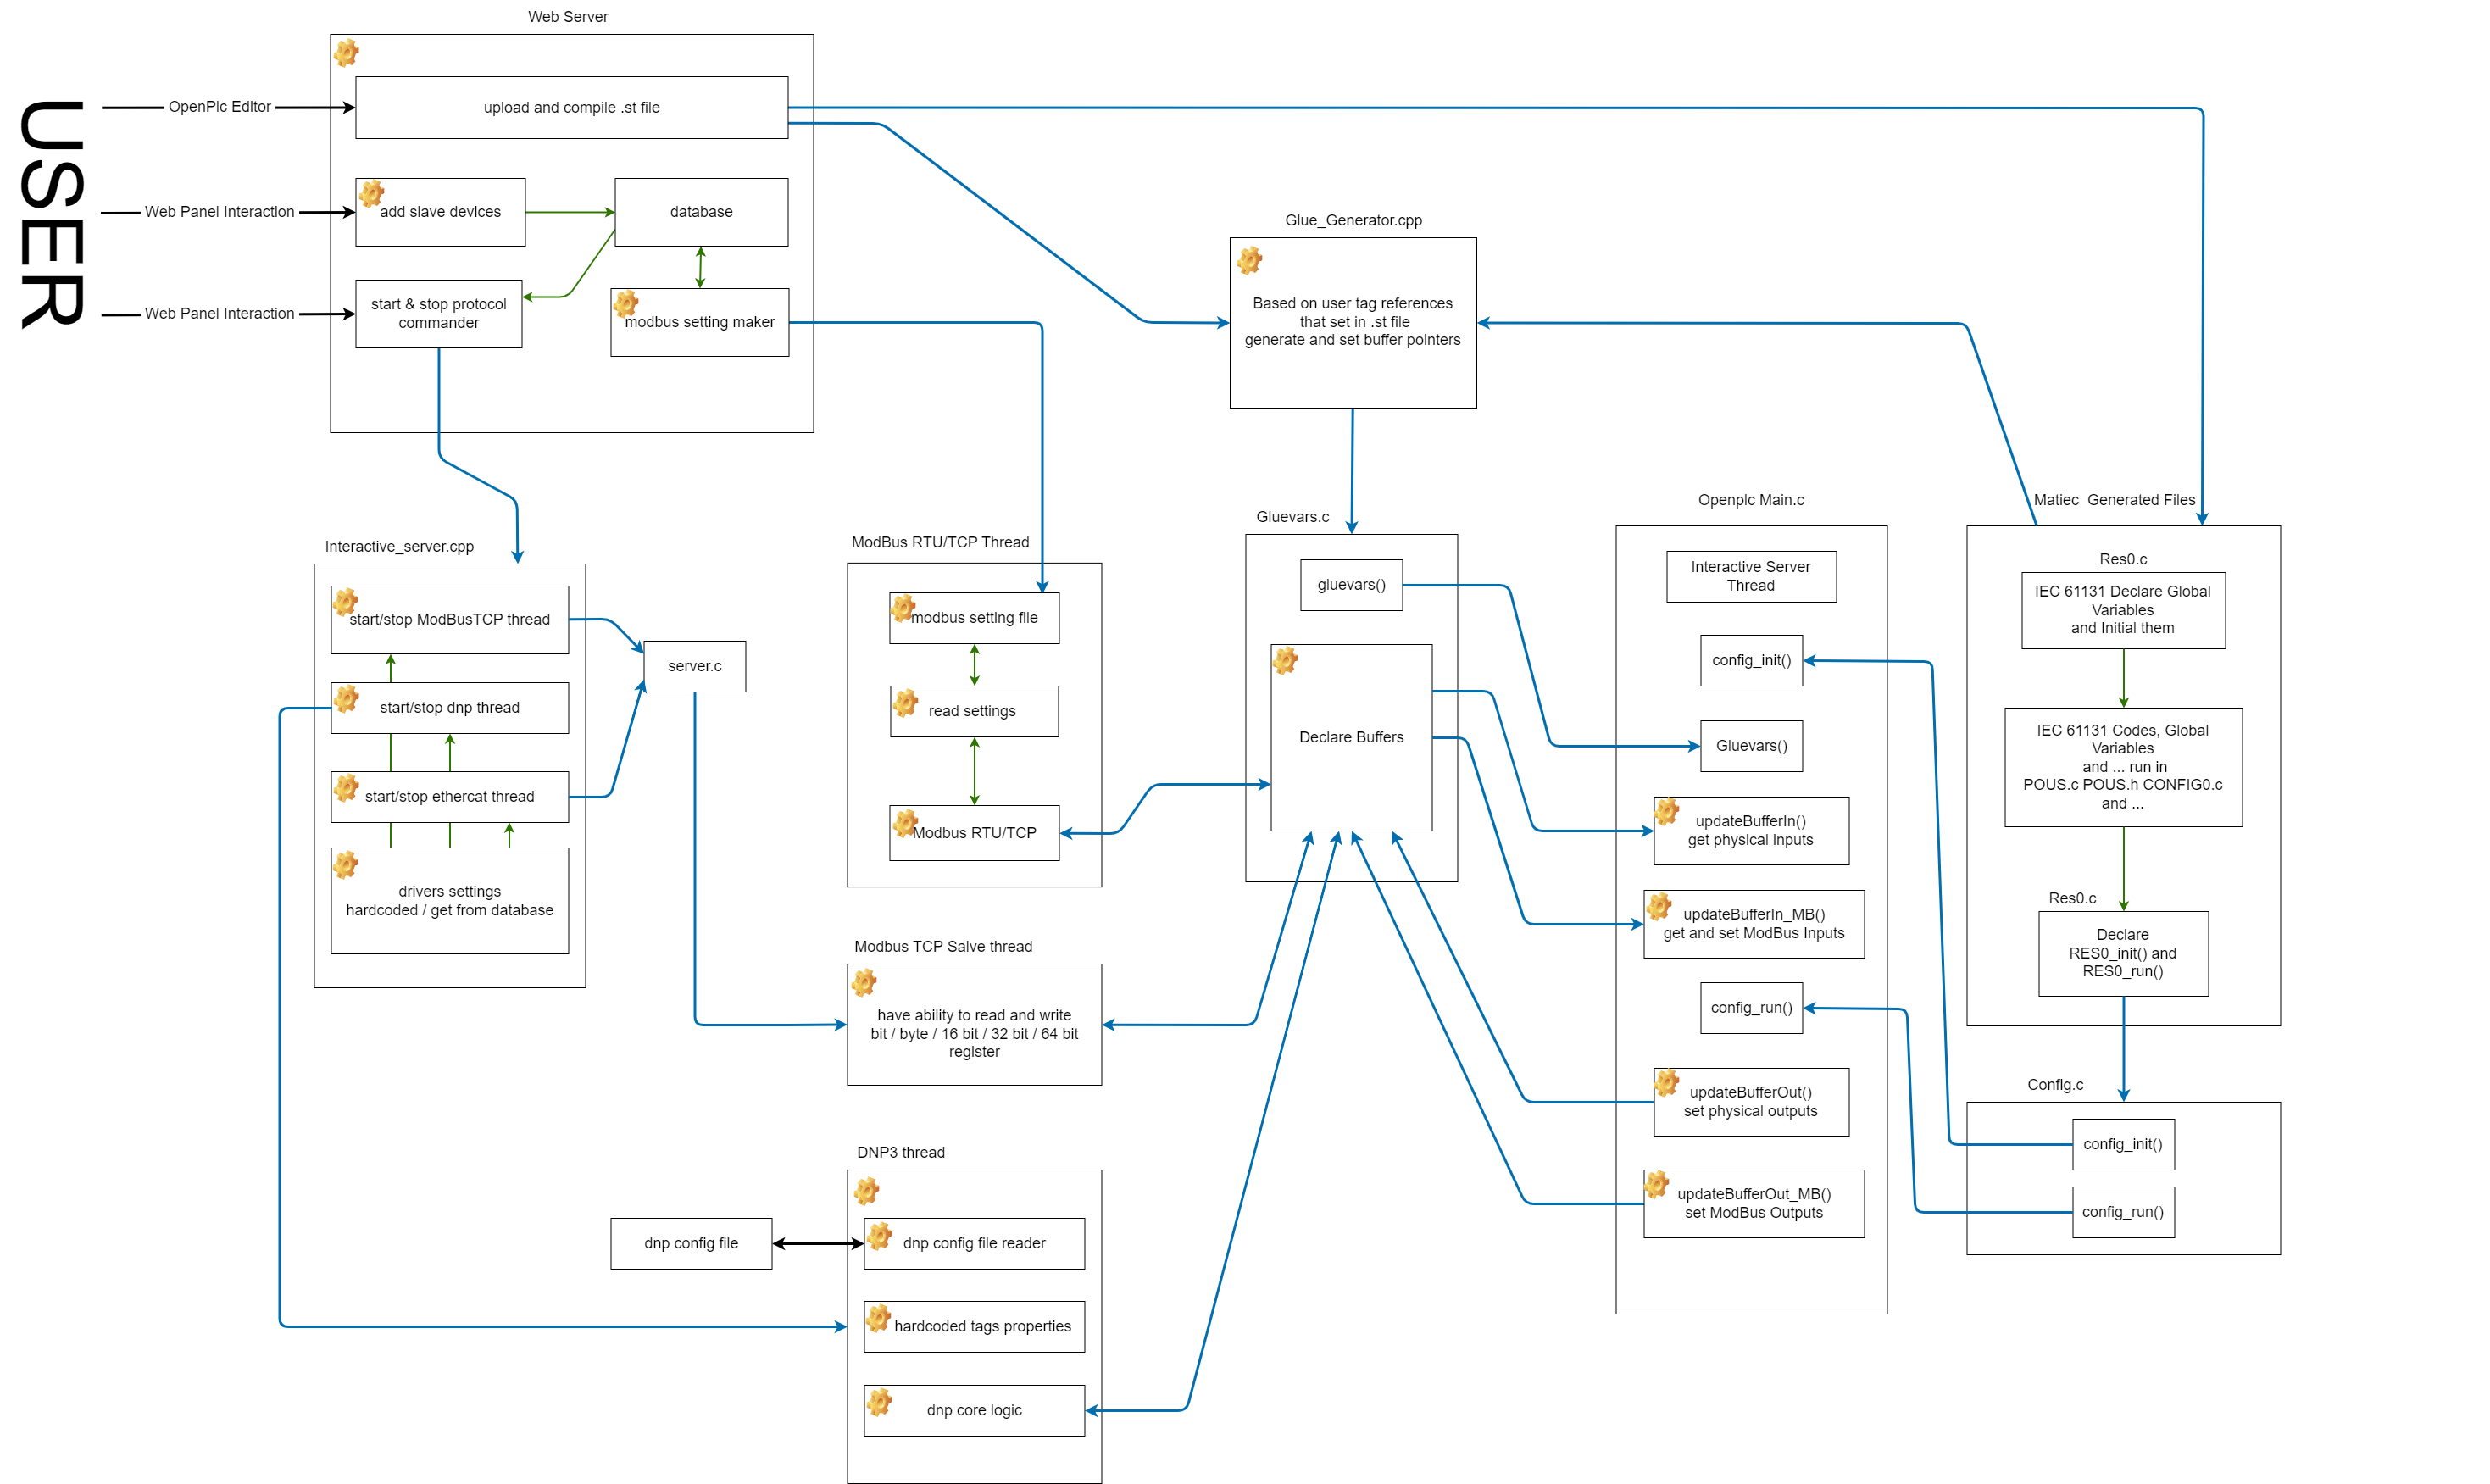 USER
Web Server
OpenPlc Editor
upload and compile .st file
Web Panel Interaction
add slave devices
database
Web Panel Interaction
start & stop protocol
commander
modbus setting maker
Glue_Generator.cpp
Based on user tag references
that set in .st file
generate and set buffer pointers
Interactive_server.cpp
start/stop ModBusTCP thread
start/stop dnp thread
start/stop ethercat thread
drivers settings
hardcoded / get from database
server.c
ModBus RTU/TCP Thread
modbus setting file
read settings
Modbus RTU/TCP
Modbus TCP Salve thread
have ability to read and write
bit / byte / 16 bit / 32 bit / 64 bit
register
DNP3 thread
dnp config file
dnp config file reader
hardcoded tags properties
dnp core logic
Gluevars.c
gluevars()
Declare Buffers
Openplc Main.c
Interactive Server
Thread
config_init()
Gluevars()
updateBufferIn()
get physical inputs
updateBufferIn_MB()
get and set ModBus Inputs
config_run()
updateBufferOut()
set physical outputs
updateBufferOut_MB()
set ModBus Outputs
Matiec  Generated Files
Res0.c
IEC 61131 Declare Global
Variables
and Initial them
IEC 61131 Codes, Global
Variables
and ... run in
POUS.c POUS.h CONFIG0.c
and ...
Res0.c
Declare
RES0_init() and
RES0_run()
Config.c
config_init()
config_run()